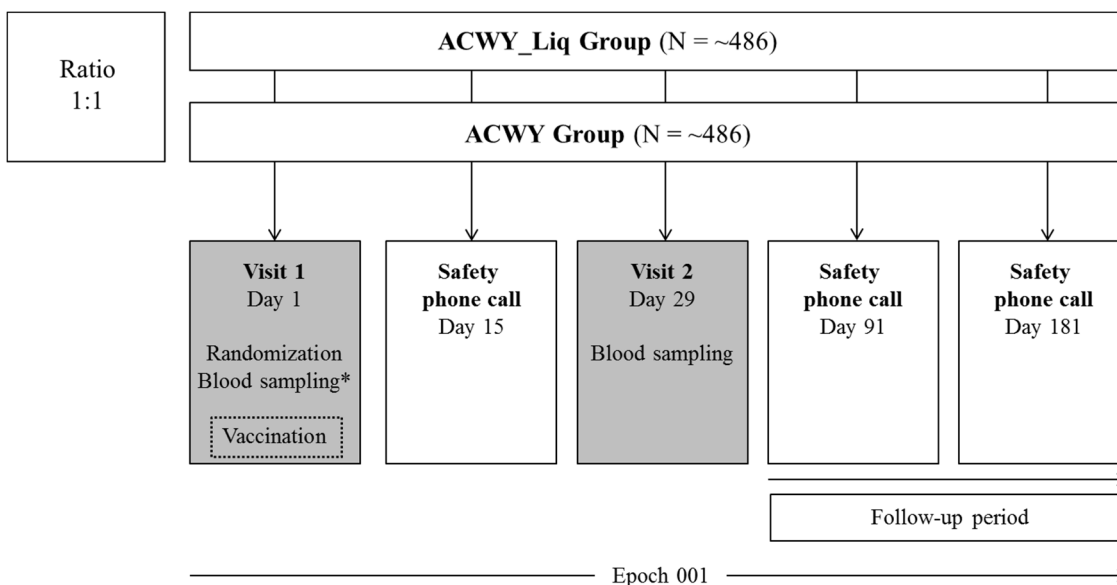 Ratio
1:1
ACWY_Liq Group (N = ~486)
ACWY Group (N = ~486)
Visit 1
Day 1
Randomization
Blood sampling*
Vaccination
Safety
phone call
Day 15
Visit 2
Day 29
Blood sampling
Safety
phone call
Day 91
Safety
phone call
Day 181
Follow-up period
Epoch 001